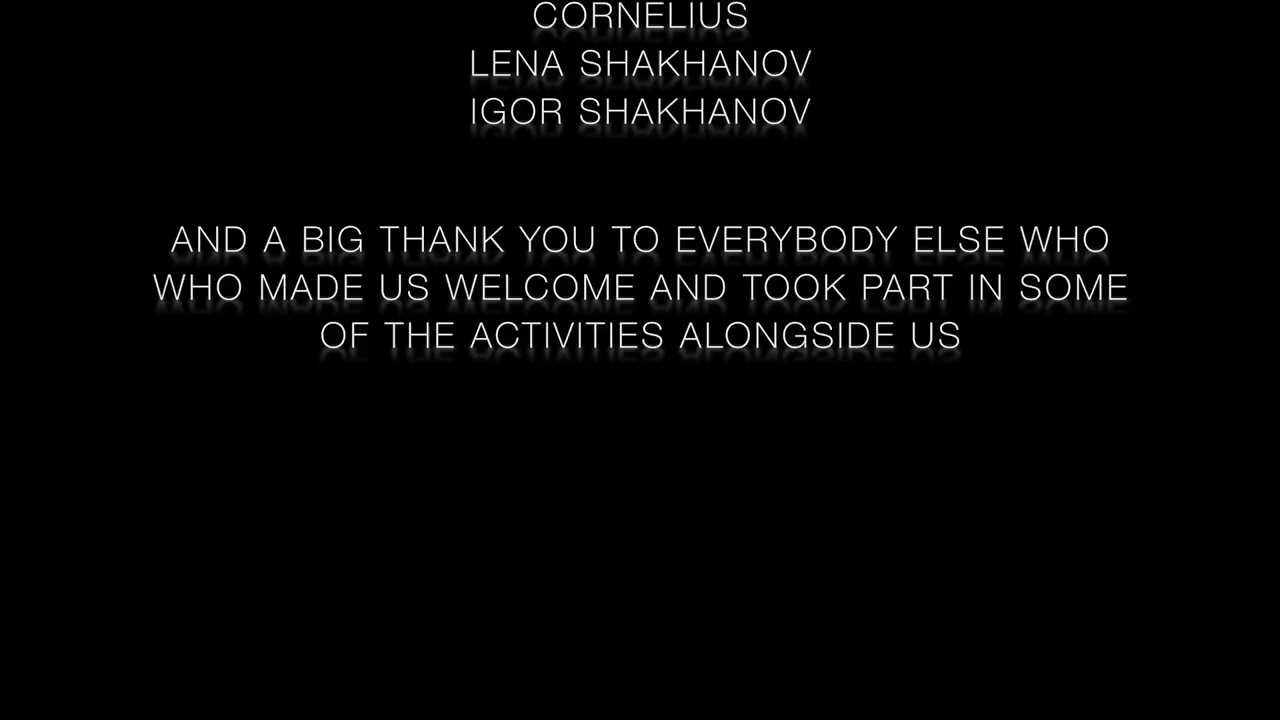 CORNELIUS
LENA SHAKHANOV
IGOR SHAKHANOV
AND A BIG THANK YOU TO EVERYBODY ELSE WHO
WHO MADE US WELCOME AND TOOK PART IN SOME
OF THE ACTIVITIES ALONGSIDE US